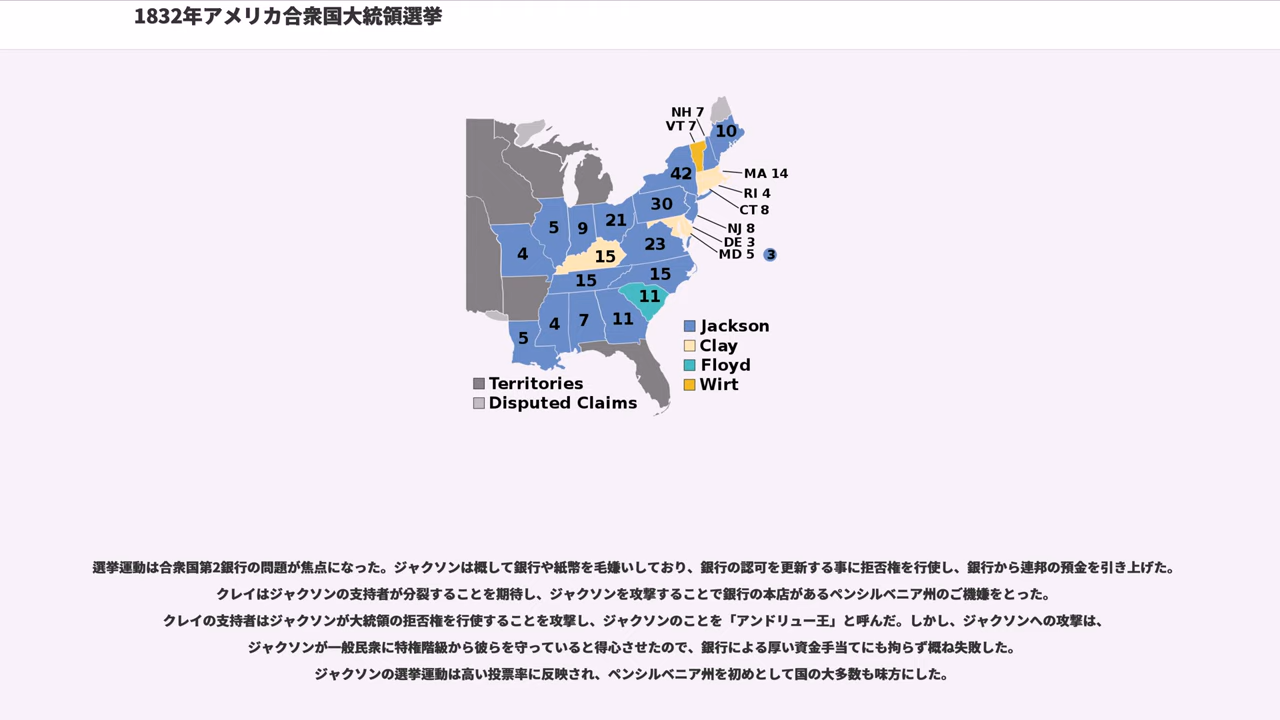 1832年アメリカ合衆国大統領選挙
NH 7
VT 7
10
42
MA 14
RI 4
30
CT 8
21
5
9
NJ 8
23
DE 3
4
15
MD 5
3
15
15
11
4
7
11
5
Jackson
Clay
Floyd
Wirt
Territories
Disputed Claims
選挙運動は合衆国第2銀行の問題が焦点になった。ジャクソンは概して銀行や紙幣を毛嫌いしており、銀行の認可を更新する事に拒否権を行使し、銀行から連邦の預金を引き上げた。
クレイはジャクソンの支持者が分裂することを期待し、ジャクソンを攻撃することで銀行の本店があるペンシルベニア州のご機嫌をとった。
クレイの支持者はジャクソンが大統領の拒否権を行使することを攻撃し、ジャクソンのことを「アンドリュー王」と呼んだ。しかし、ジャクソンへの攻撃は、
ジャクソンが一般民衆に特権階級から彼らを守っていると得心させたので、銀行による厚い資金手当てにも拘らず概ね失敗した。
ジャクソンの選挙運動は高い投票率に反映され、ペンシルベニア州を初めとして国の大多数も味方にした。